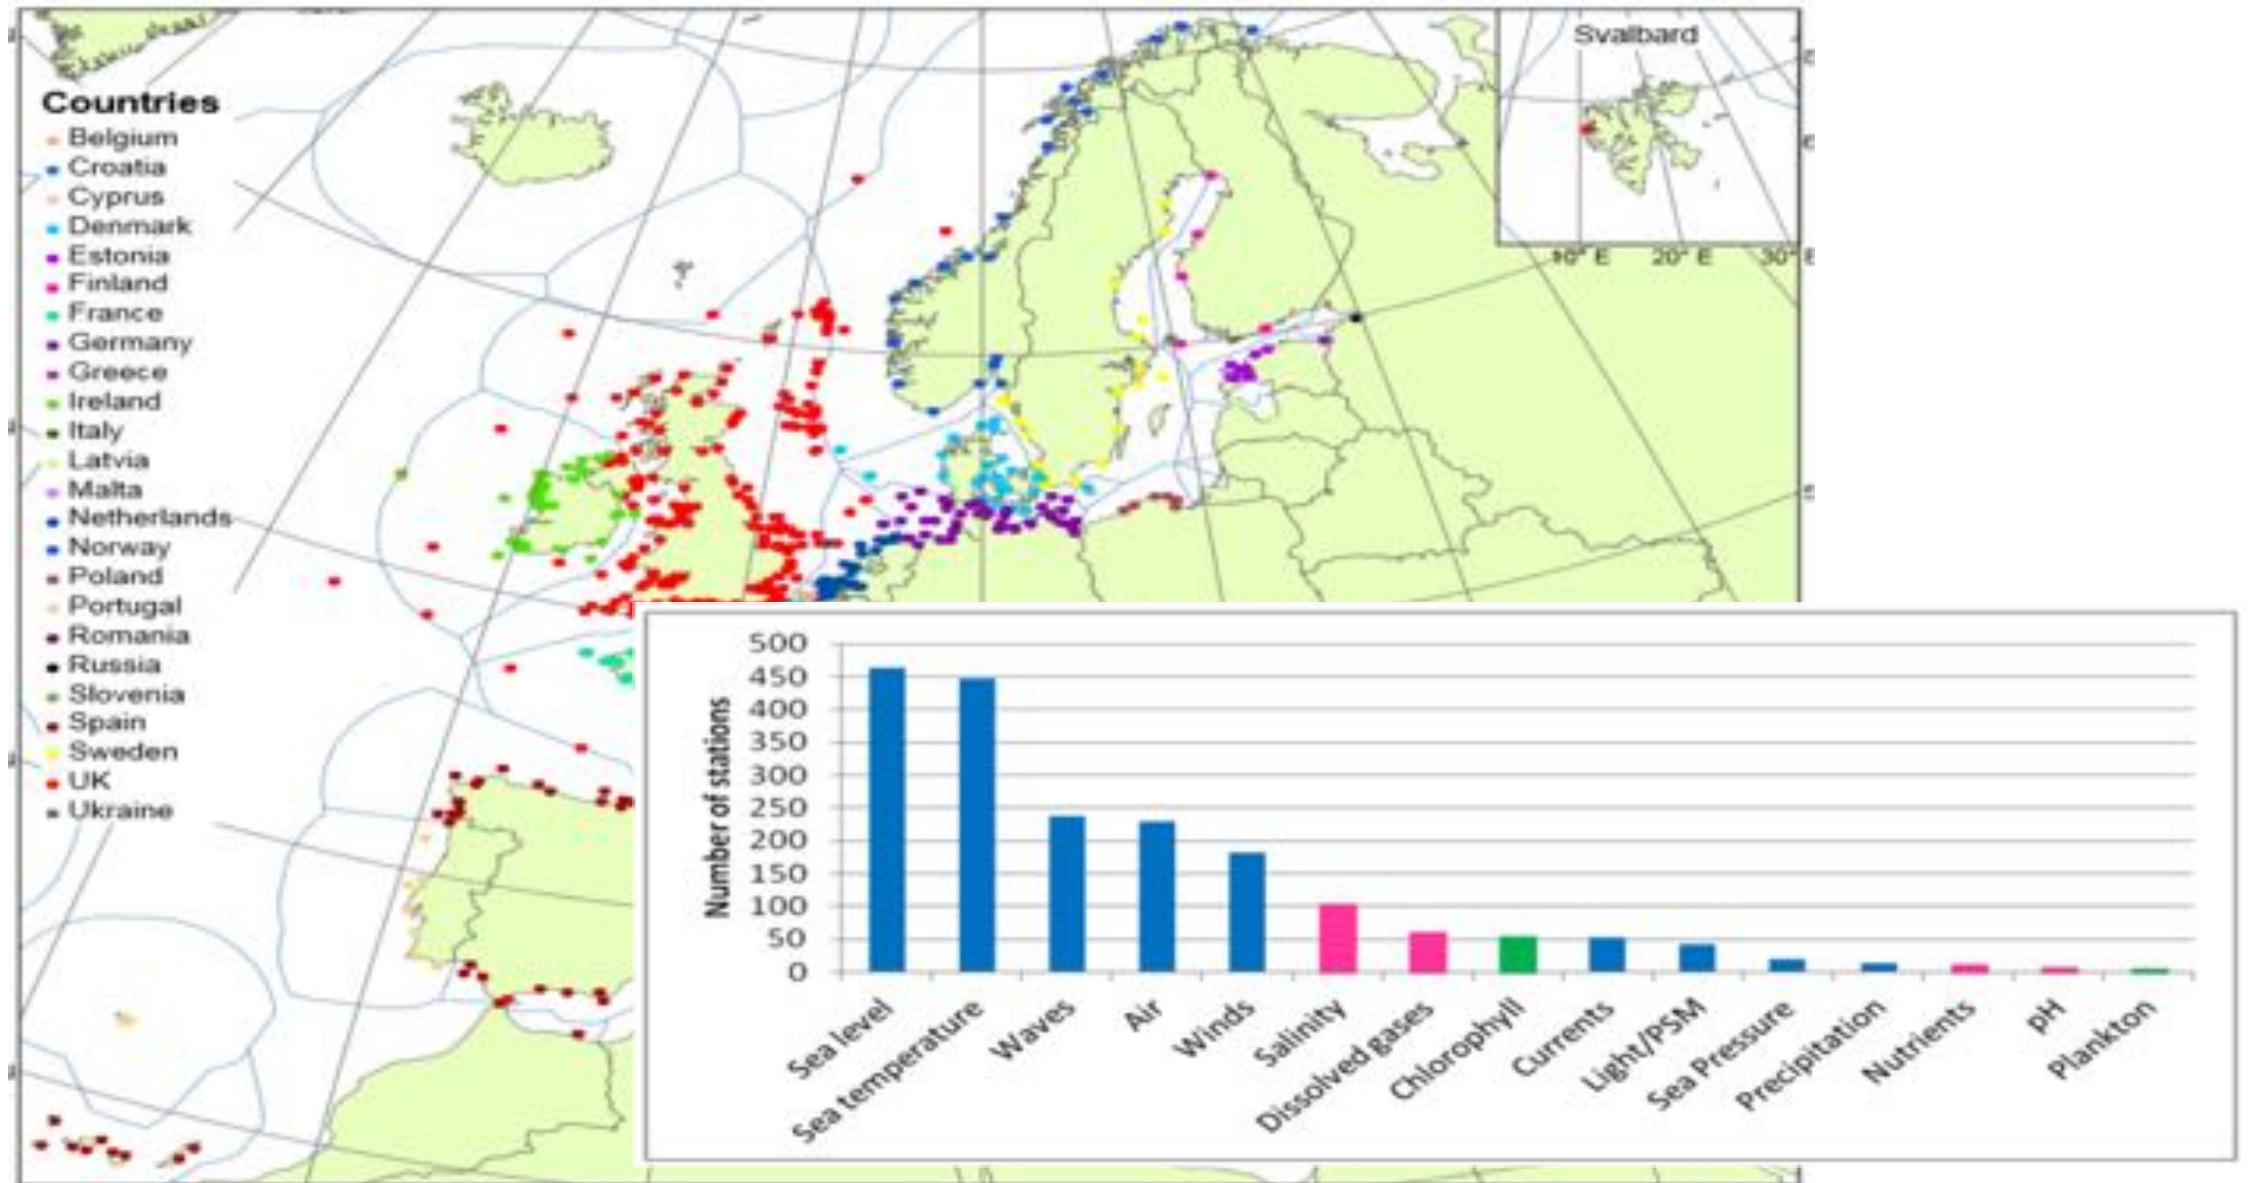 Svalbard
10° E 20° E 30° E
Countries
Belgium
Croatia
Cyprus
Denmark
Estonia
Finland
France
Germany
Greece
Ireland
Italy
Latvia
Malta
Netherlands
Norway
Poland
Portugal
Romania
Russia
Slovenia
Spain
Sweden
UK
Ukraine
Number of stations
500
450
400
350
300
250
200
150
100
50
0
Sea level
Sea temperature
Waves
Air
Winds
Salinity
Dissolved gases
Chlorophyll
Currents
Light/PSM
Sea Pressure
Precipitation
Nutrients
pH
Plankton